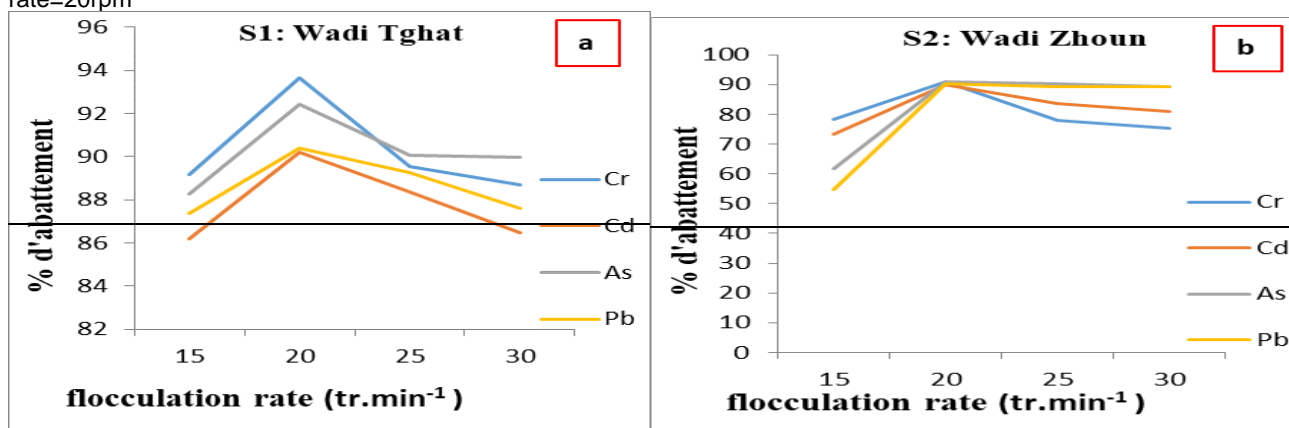 rate=20rpm
S1: Wadi Tghat
a
% d'abattement
96
94
92
90
88
86
84
82
15 20 25 30
flocculation rate (tr.min⁻¹ )
Cr
Cd
As
Pb
S2: Wadi Zhoun
b
% d'abattement
100
90
80
70
60
50
40
30
20
10
0
15 20 25 30
flocculation rate (tr.min⁻¹ )
Cr
Cd
As
Pb